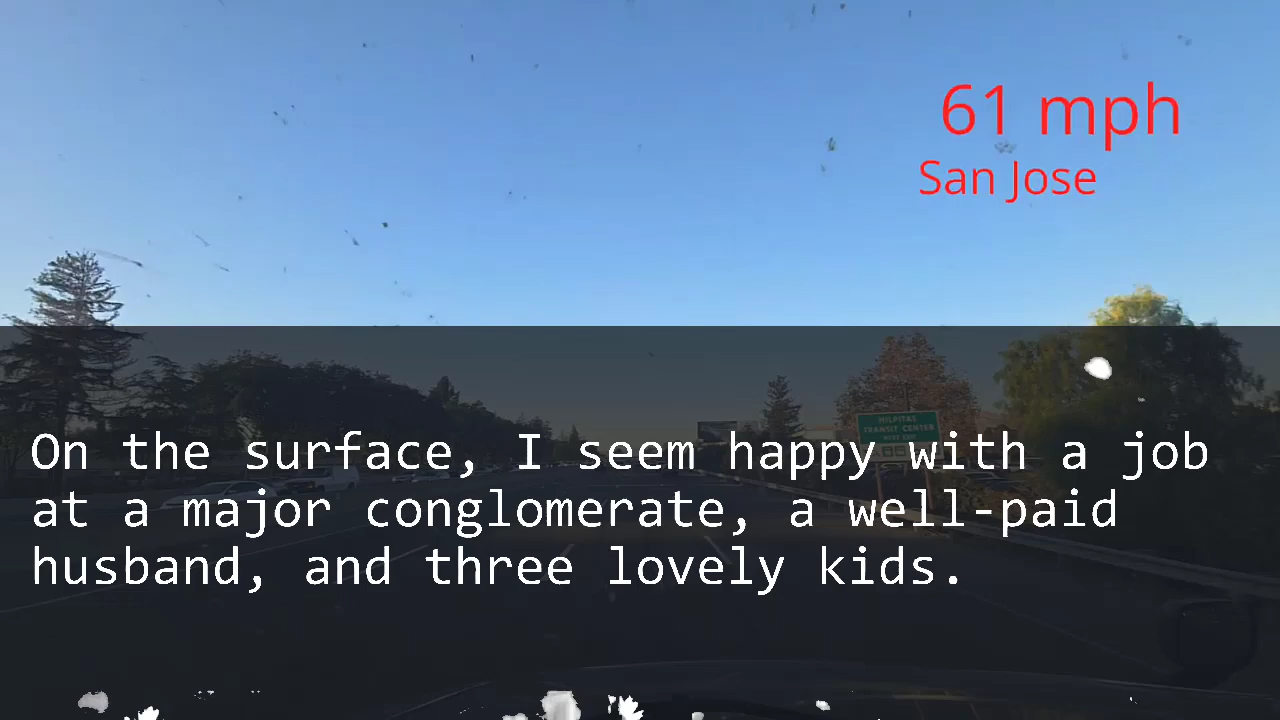 61 mph
San Jose
MILPITAS
TRANSIT CENTER
On the surface, I seem happy with a job
at a major conglomerate, a well-paid
husband, and three lovely kids.